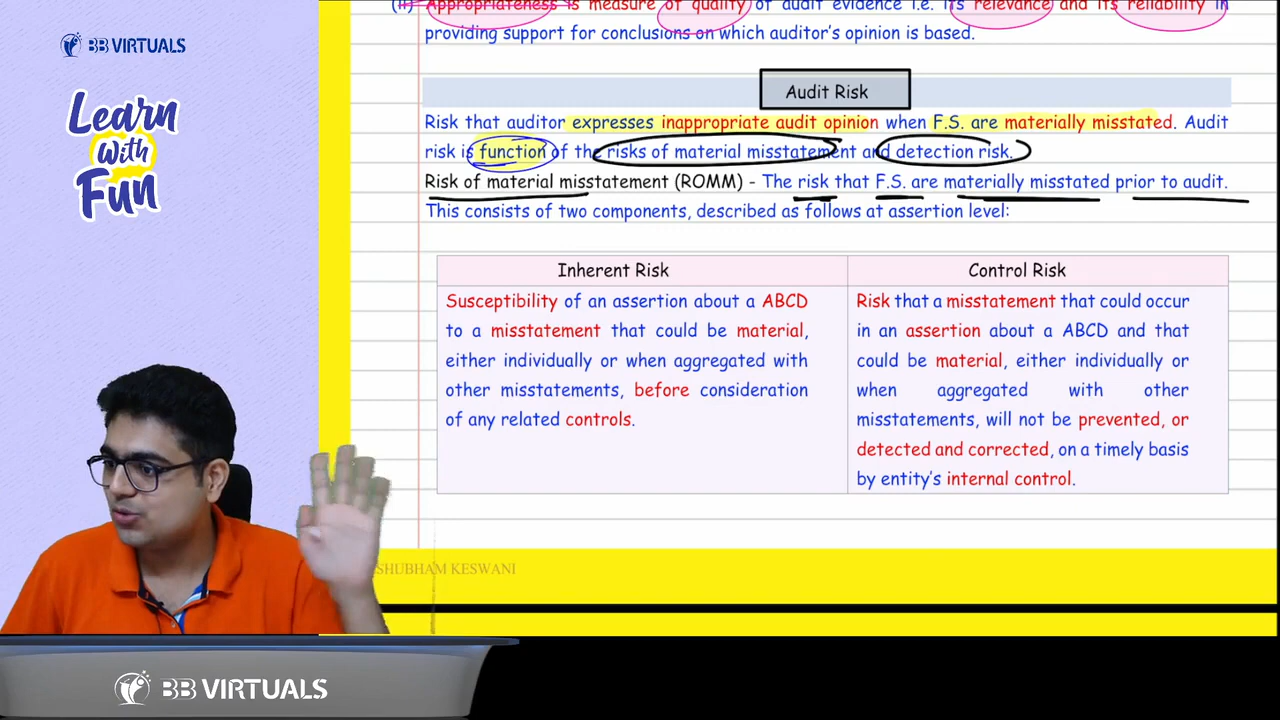 (ii) Appropriateness is measure of quality of audit evidence i.e. its relevance and its reliability in
providing support for conclusions on which auditor's opinion is based.
BB VIRTUALS
Learn
With
Fun
Audit Risk
Risk that auditor expresses inappropriate audit opinion when F.S. are materially misstated. Audit
risk is function of the risks of material misstatement and detection risk.
Risk of material misstatement (ROMM) - The risk that F.S. are materially misstated prior to audit.
This consists of two components, described as follows at assertion level:
Inherent Risk
Susceptibility of an assertion about a ABCD
to a misstatement that could be material,
either individually or when aggregated with
other misstatements, before consideration
of any related controls.
Control Risk
Risk that a misstatement that could occur
in an assertion about a ABCD and that
could be material, either individually or
when aggregated with other
misstatements, will not be prevented, or
detected and corrected, on a timely basis
by entity's internal control.
SHUBHAM KESWANI
BB VIRTUALS